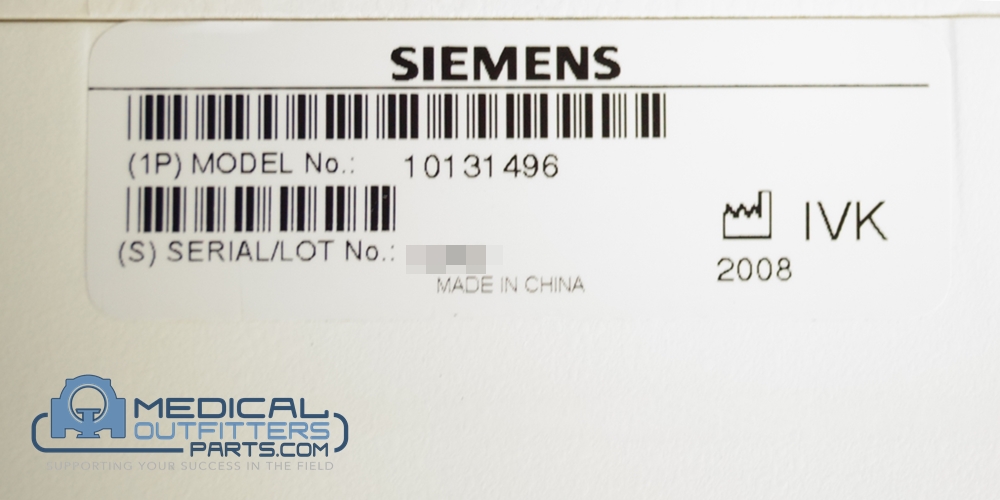 SIEMENS
(1P) MODEL No.: 10131496
(S) SERIAL/LOT No.:
IVK
2008
MADE IN CHINA
MEDICAL
OUTFITTERS
PARTS.COM
SUPPORTING YOUR SUCCESS IN THE FIELD